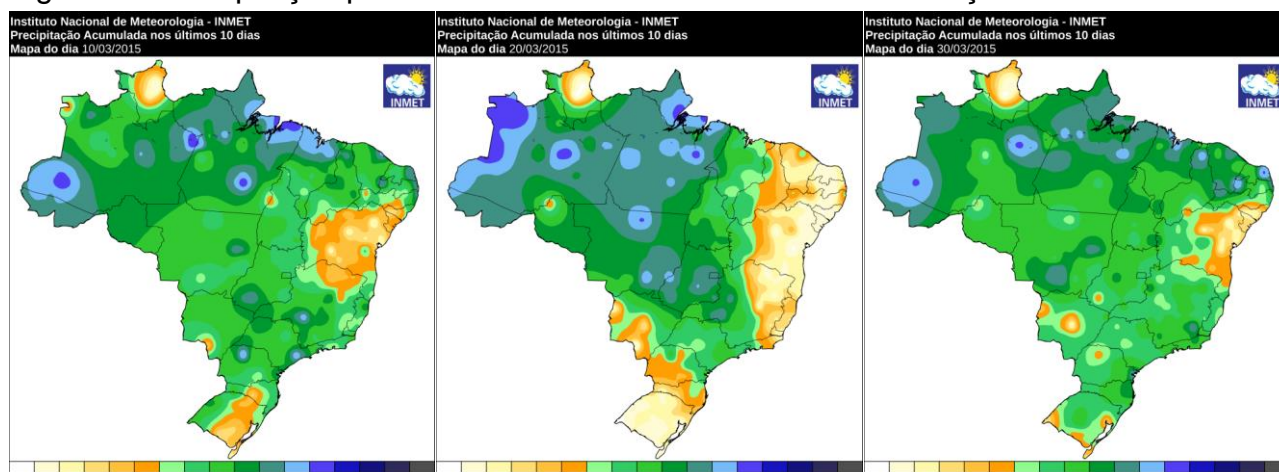 Instituto Nacional de Meteorologia - INMET
Precipitação Acumulada nos últimos 10 dias
Mapa do dia 10/03/2015
INMET
Instituto Nacional de Meteorologia - INMET
Precipitação Acumulada nos últimos 10 dias
Mapa do dia 20/03/2015
INMET
Instituto Nacional de Meteorologia - INMET
Precipitação Acumulada nos últimos 10 dias
Mapa do dia 30/03/2015
INMET